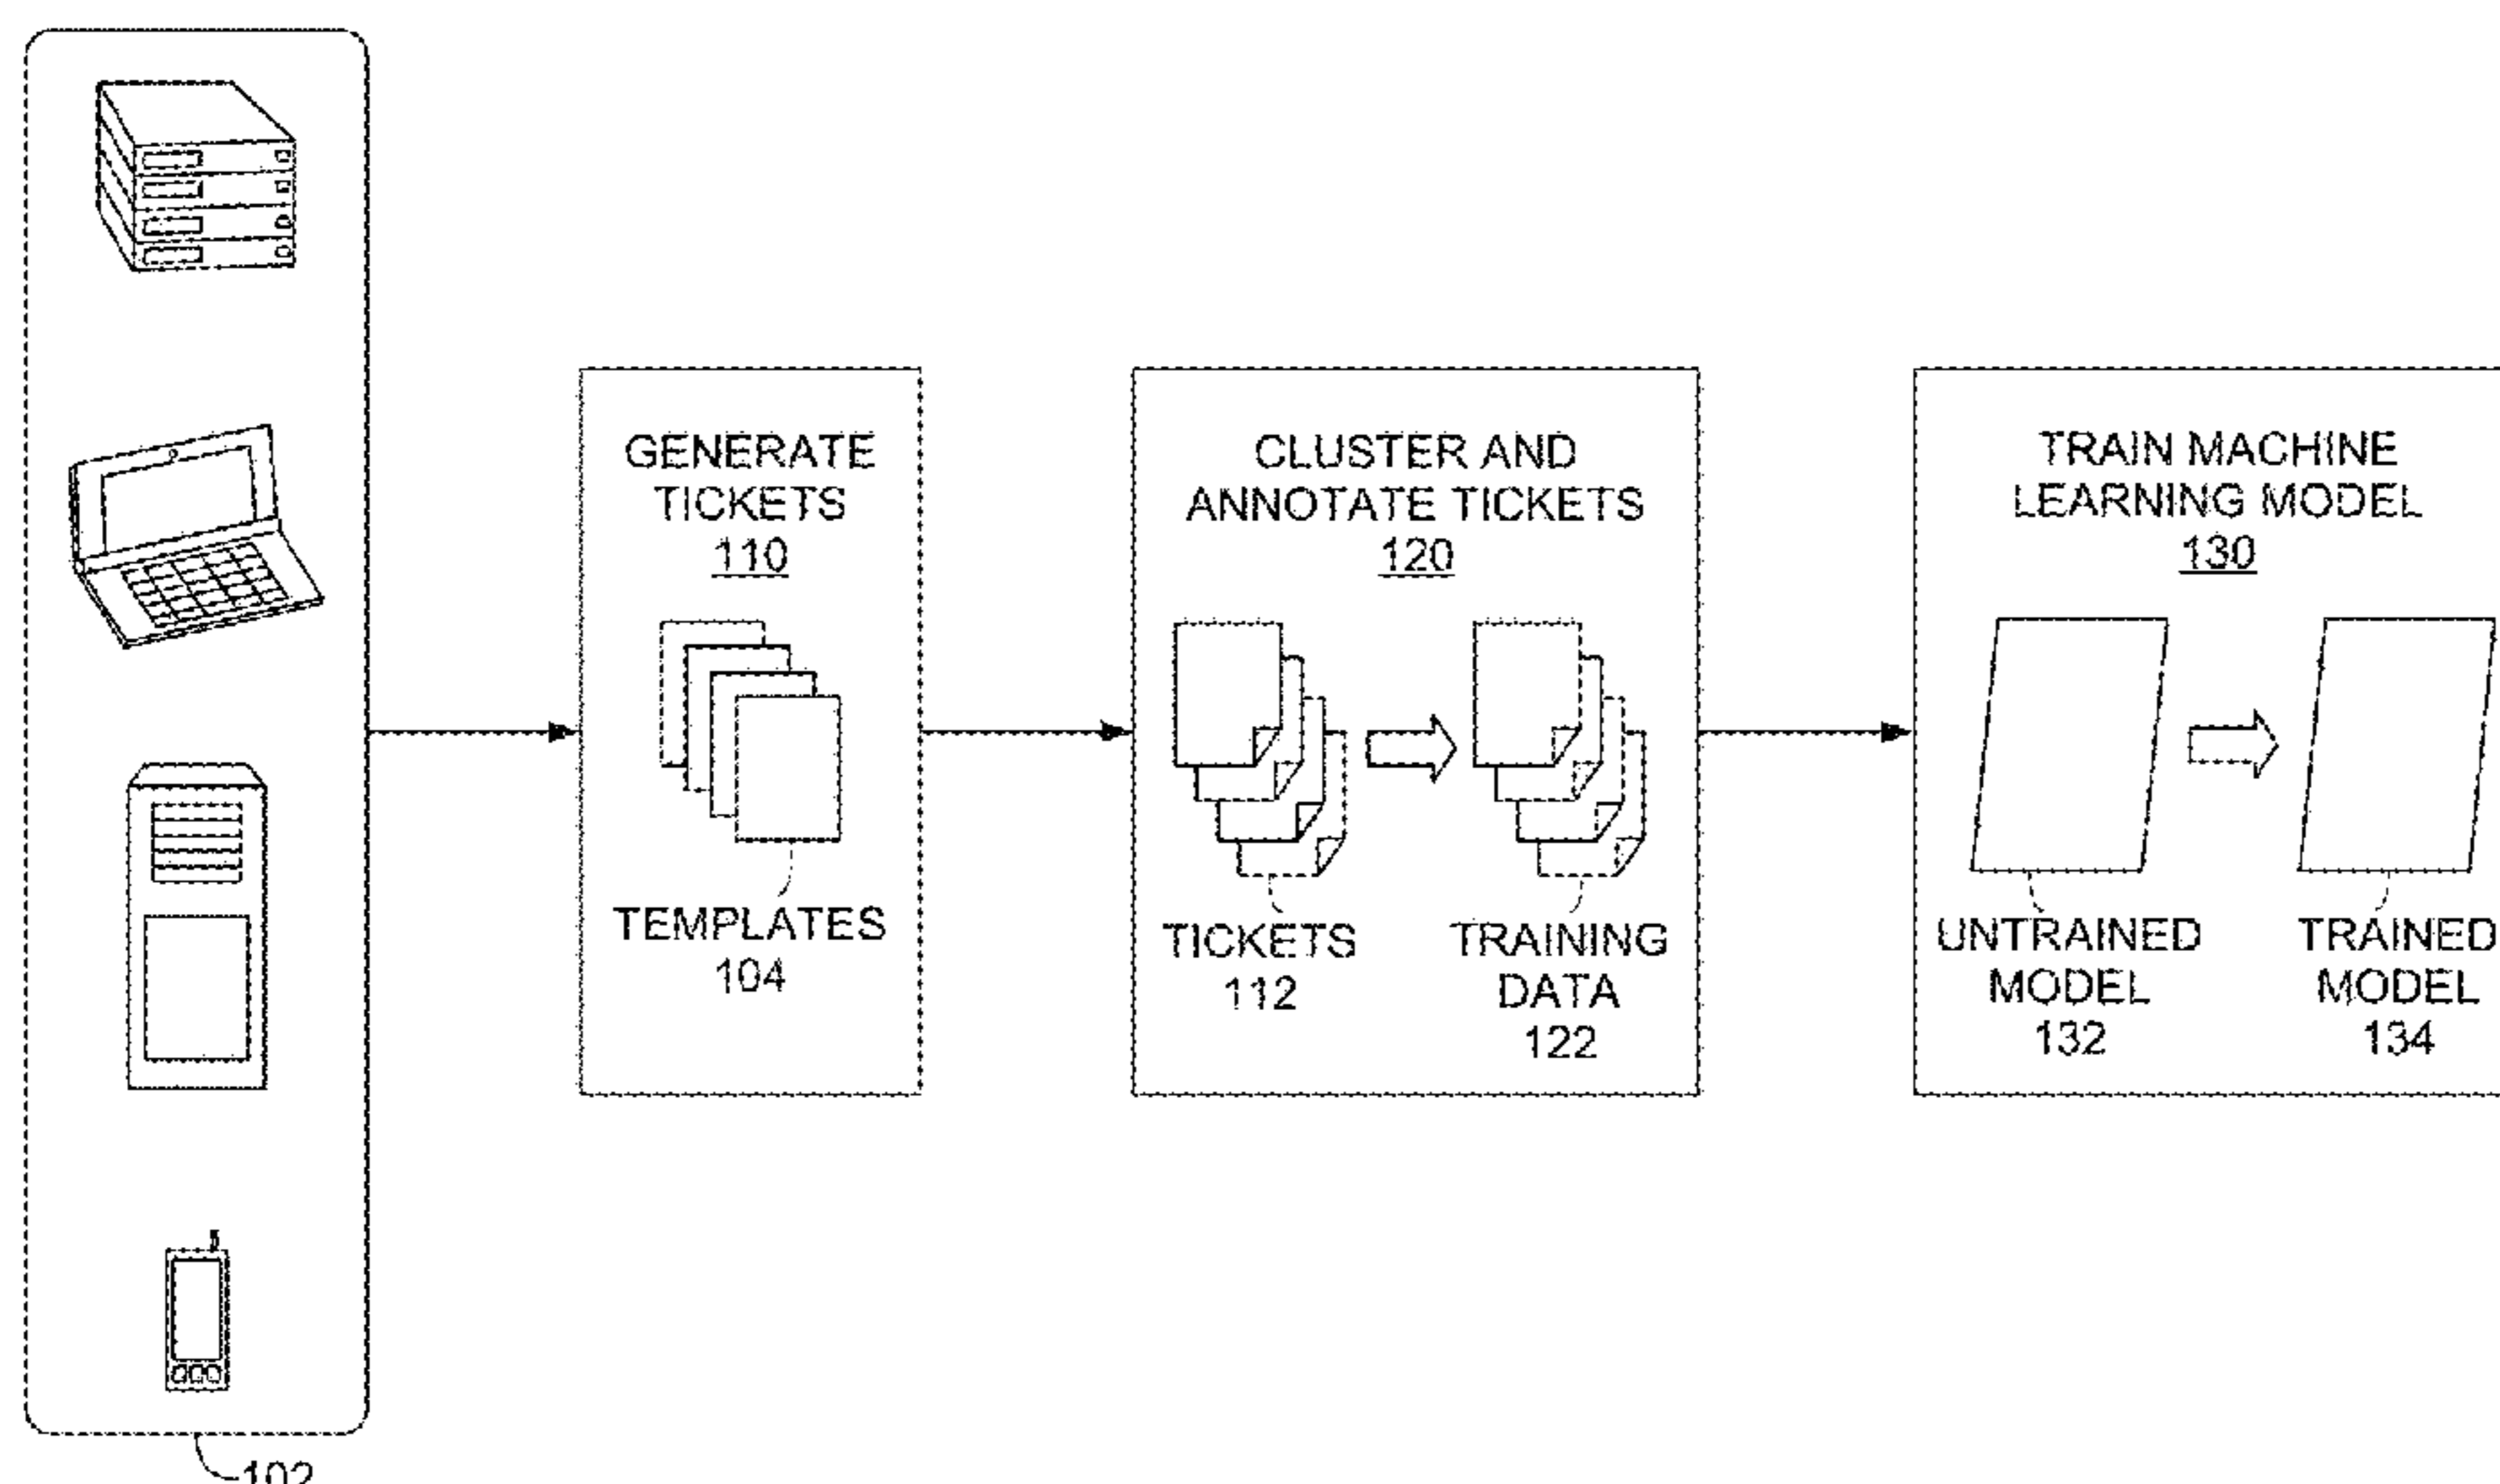 GENERATE
TICKETS
110
TEMPLATES
104
CLUSTER AND
ANNOTATE TICKETS
120
TICKETS
112
TRAINING
DATA
122
TRAIN MACHINE
LEARNING MODEL
130
UNTRAINED
MODEL
132
TRAINED
MODEL
134
102